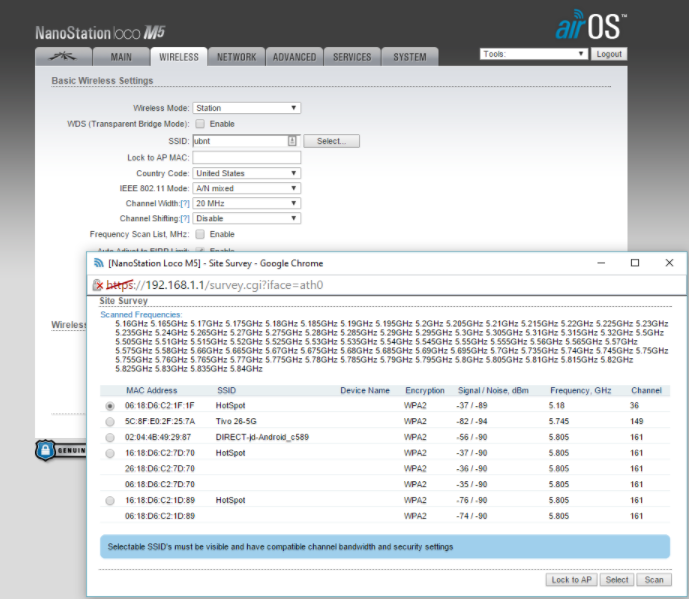 NanoStation loco M5
airOS™
MAIN WIRELESS NETWORK ADVANCED SERVICES SYSTEM Tools: Logout
Basic Wireless Settings
Wireless Mode: Station
WDS (Transparent Bridge Mode): Enable
SSID: ubnt Select...
Lock to AP MAC:
Country Code: United States
IEEE 802.11 Mode: A/N mixed
Channel Width:[?] 20 MHz
Channel Shifting:[?] Disable
Frequency Scan List, MHz: Enable
Auto Adjust to EIRP Limit: Enable
Wireless
GENUIN
[NanoStation Loco M5] - Site Survey - Google Chrome
https://192.168.1.1/survey.cgi?iface=ath0
Site Survey
Scanned Frequencies:
5.16GHz 5.165GHz 5.17GHz 5.175GHz 5.18GHz 5.185GHz 5.19GHz 5.195GHz 5.2GHz 5.205GHz 5.21GHz 5.215GHz 5.22GHz 5.225GHz 5.23GHz
5.235GHz 5.24GHz 5.265GHz 5.27GHz 5.275GHz 5.28GHz 5.285GHz 5.29GHz 5.295GHz 5.3GHz 5.305GHz 5.31GHz 5.315GHz 5.32GHz 5.5GHz
5.505GHz 5.51GHz 5.515GHz 5.52GHz 5.525GHz 5.53GHz 5.535GHz 5.54GHz 5.545GHz 5.55GHz 5.555GHz 5.56GHz 5.565GHz 5.57GHz
5.575GHz 5.58GHz 5.66GHz 5.665GHz 5.67GHz 5.675GHz 5.68GHz 5.685GHz 5.69GHz 5.695GHz 5.7GHz 5.735GHz 5.74GHz 5.745GHz 5.75GHz
5.755GHz 5.76GHz 5.765GHz 5.77GHz 5.775GHz 5.78GHz 5.785GHz 5.79GHz 5.795GHz 5.8GHz 5.805GHz 5.81GHz 5.815GHz 5.82GHz
5.825GHz 5.83GHz 5.835GHz 5.84GHz
MAC Address SSID Device Name Encryption Signal / Noise, dBm Frequency, GHz Channel
06:18:D6:C2:1F:1F HotSpot WPA2 -37 / -89 5.18 36
5C:8F:E0:2F:25:7A Tivo 26-5G WPA2 -82 / -94 5.745 149
02:04:4B:49:29:87 DIRECT-jd-Android_c589 WPA2 -56 / -90 5.805 161
16:18:D6:C2:7D:70 HotSpot WPA2 -37 / -90 5.805 161
26:18:D6:C2:7D:70 WPA2 -36 / -90 5.805 161
06:18:D6:C2:7D:70 WPA2 -35 / -90 5.805 161
16:18:D6:C2:1D:89 HotSpot WPA2 -76 / -90 5.805 161
06:18:D6:C2:1D:89 WPA2 -74 / -90 5.805 161
Selectable SSID's must be visible and have compatible channel bandwidth and security settings
Lock to AP Select Scan